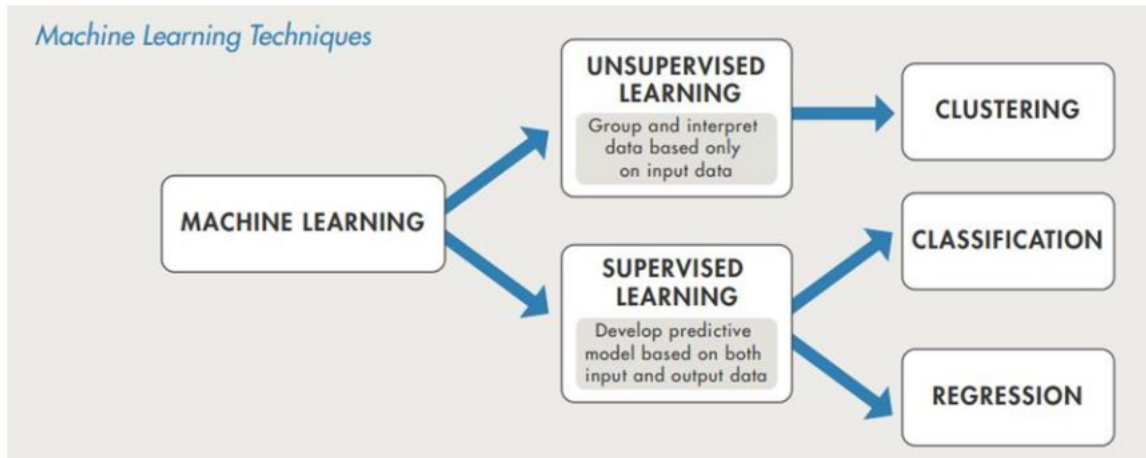 Machine Learning Techniques
UNSUPERVISED
LEARNING
Group and interpret
data based only
on input data
CLUSTERING
MACHINE LEARNING
CLASSIFICATION
SUPERVISED
LEARNING
Develop predictive
model based on both
input and output data
REGRESSION